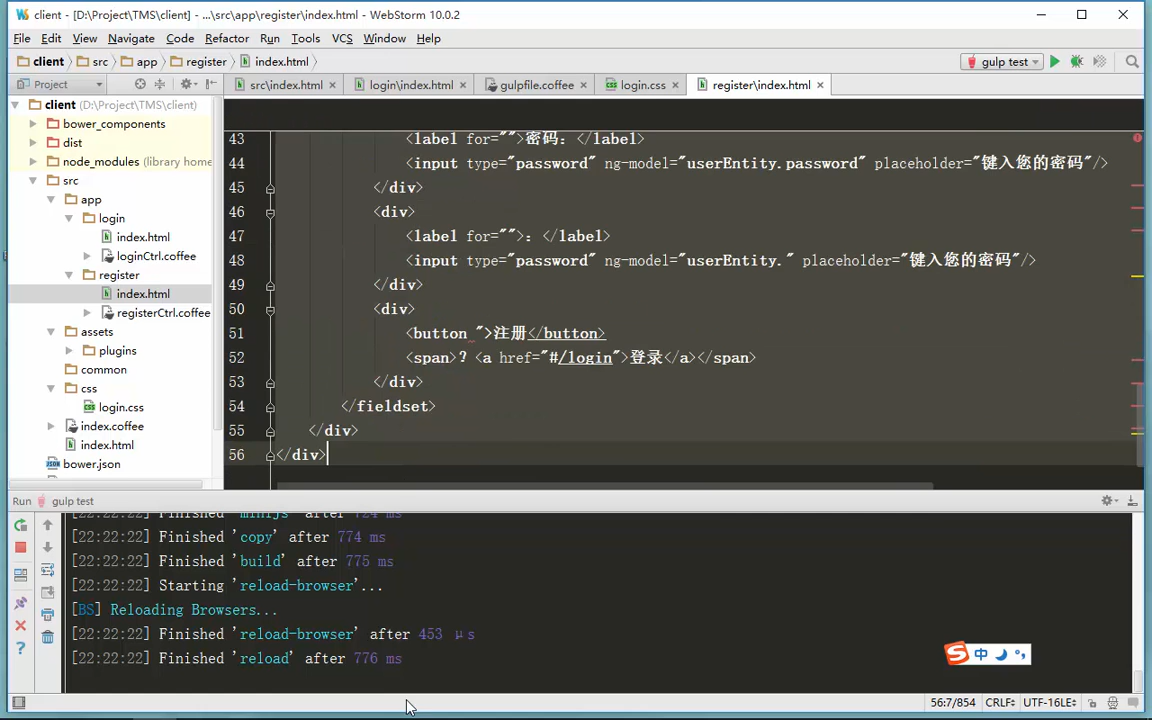 client - [D:\Project\TMS\client] - ...\src\app\register\index.html - WebStorm 10.0.2
File Edit View Navigate Code Refactor Run Tools VCS Window Help
client src app register index.html gulp test
Project src\index.html login\index.html gulpfile.coffee login.css register\index.html
client (D:\Project\TMS\client)
bower_components
dist
node_modules (library home
src
app
login
index.html
loginCtrl.coffee
register
index.html
registerCtrl.coffee
assets
plugins
common
css
login.css
index.coffee
index.html
bower.json
43 <label for="">密码：</label>
44 <input type="password" ng-model="userEntity.password" placeholder="键入您的密码"/>
45 </div>
46 <div>
47 <label for="">：</label>
48 <input type="password" ng-model="userEntity." placeholder="键入您的密码"/>
49 </div>
50 <div>
51 <button ">注册</button>
52 <span>？<a href="#/login">登录</a></span>
53 </div>
54 </fieldset>
55 </div>
56 </div>
Run gulp test
[22:22:22] Finished 'minijs' after 724 ms
[22:22:22] Finished 'copy' after 774 ms
[22:22:22] Finished 'build' after 775 ms
[22:22:22] Starting 'reload-browser'...
[BS] Reloading Browsers...
[22:22:22] Finished 'reload-browser' after 453 μs
[22:22:22] Finished 'reload' after 776 ms
S 中
56:7/854 CRLF UTF-16LE